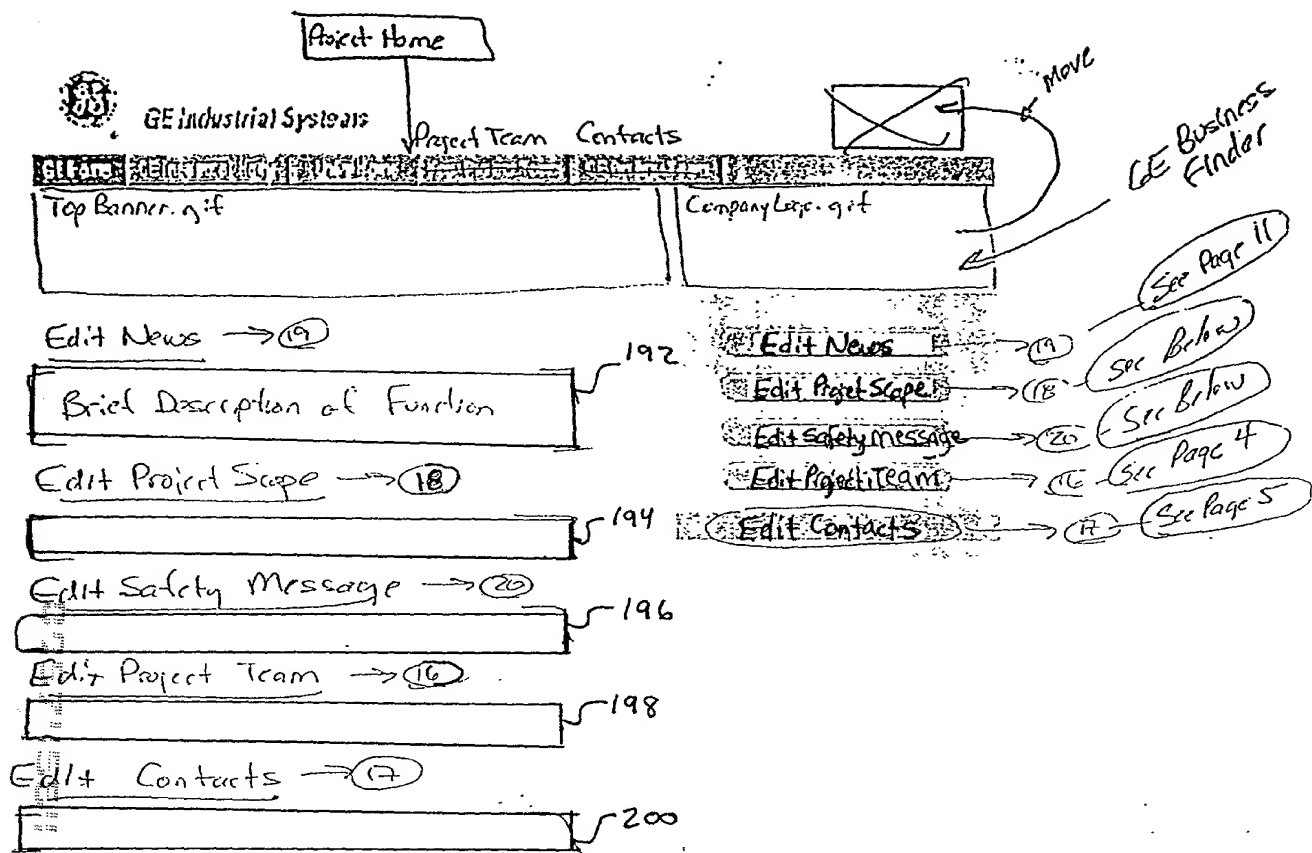 Project Home
Move
GE Industrial Systems
Project Team Contacts
GE Business
Finder
Top Banner.gif
CompanyLogo.gif
See Page 11
Edit News → 19
192
Edit News → 19
Brief Description of Function
Edit Projet Scope → 18
See Below
Edit Safety Message → 20
See Below
Edit Project Scope → 18
Edit Project Team → 16
See Page 4
194
Edit Contacts → 17
See Page 5
Edit Safety Message → 20
196
Edit Project Team → 16
198
Edit Contacts → 17
200